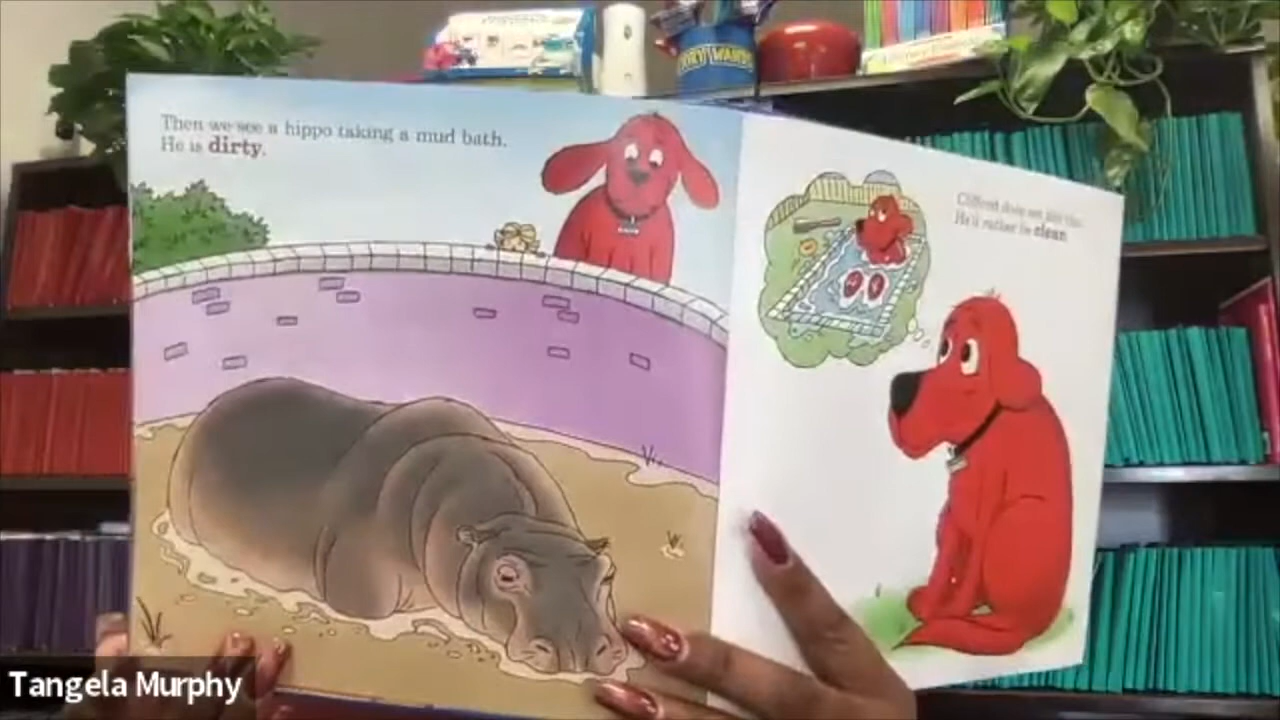 Then we see a hippo taking a mud bath.
He is dirty.
Clifford does not like this.
He'd rather be clean.
Tangela Murphy